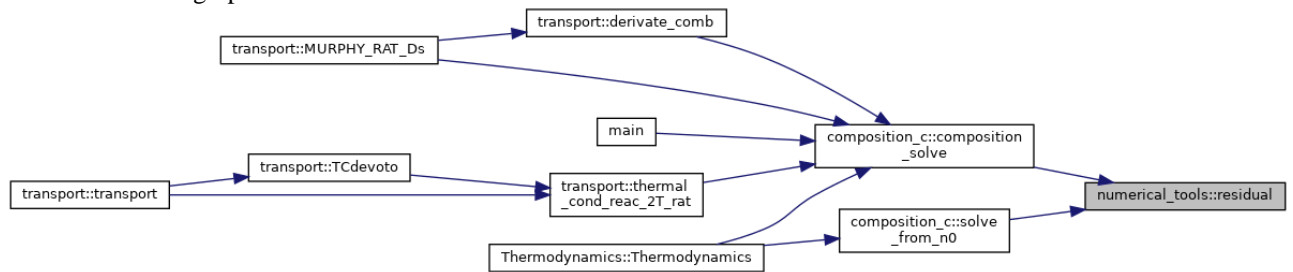 transport::derivate_comb
transport::MURPHY_RAT_Ds
main
composition_c::composition
_solve
transport::TCdevoto
transport::thermal
_cond_reac_2T_rat
transport::transport
numerical_tools::residual
composition_c::solve
_from_n0
Thermodynamics::Thermodynamics